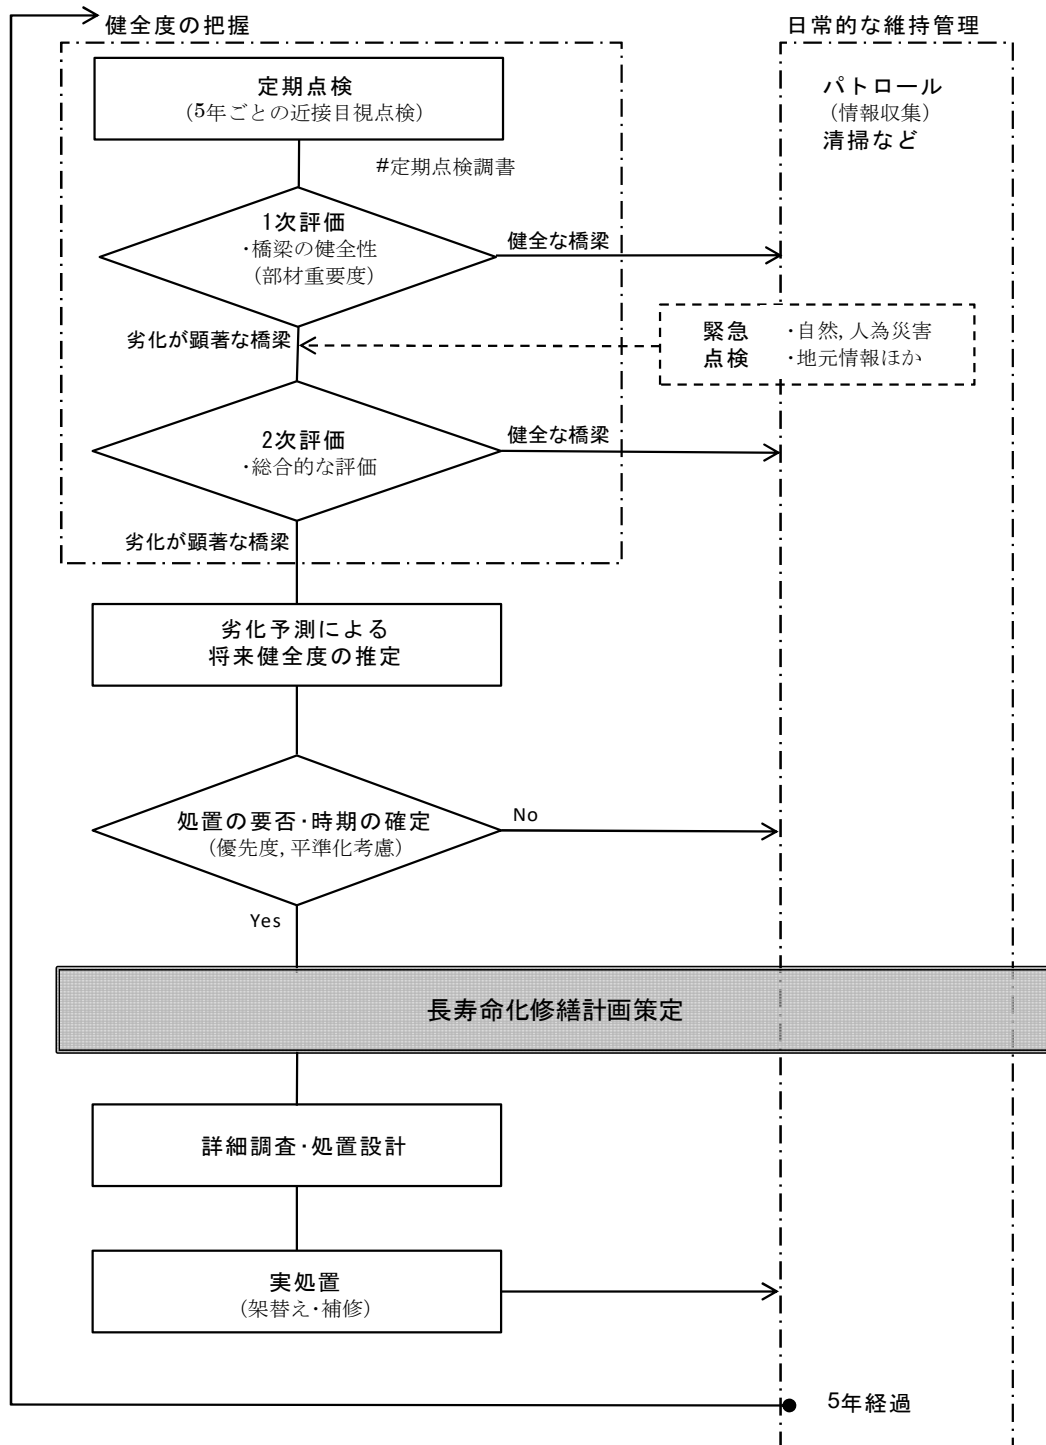 健全度の把握
日常的な維持管理
定期点検
(5年ごとの近接目視点検)
パトロール
(情報収集)
清掃など
#定期点検調書
1次評価
・橋梁の健全性
(部材重要度)
健全な橋梁
劣化が顕著な橋梁
緊急 ・自然,人為災害
点検 ・地元情報ほか
2次評価
・総合的な評価
健全な橋梁
劣化が顕著な橋梁
劣化予測による
将来健全度の推定
処置の要否・時期の確定
(優先度,平準化考慮)
No
Yes
長寿命化修繕計画策定
詳細調査・処置設計
実処置
(架替え・補修)
5年経過